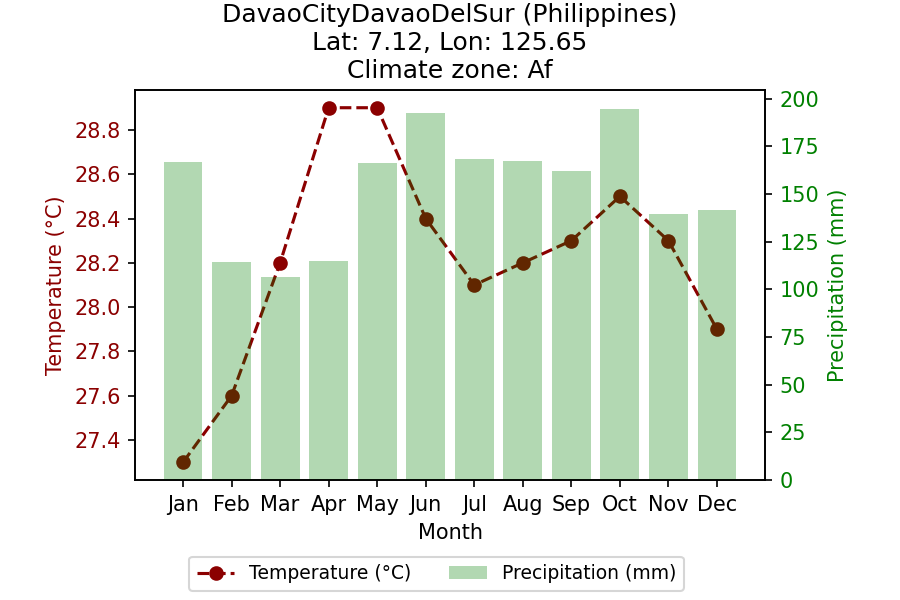 DavaoCityDavaoDelSur (Philippines)
Lat: 7.12, Lon: 125.65
Climate zone: Af
28.8
28.6
28.4
28.2
28.0
27.8
27.6
27.4
Temperature (°C)
200
175
150
125
100
75
50
25
0
Precipitation (mm)
Jan Feb Mar Apr May Jun Jul Aug Sep Oct Nov Dec
Month
Temperature (°C) Precipitation (mm)